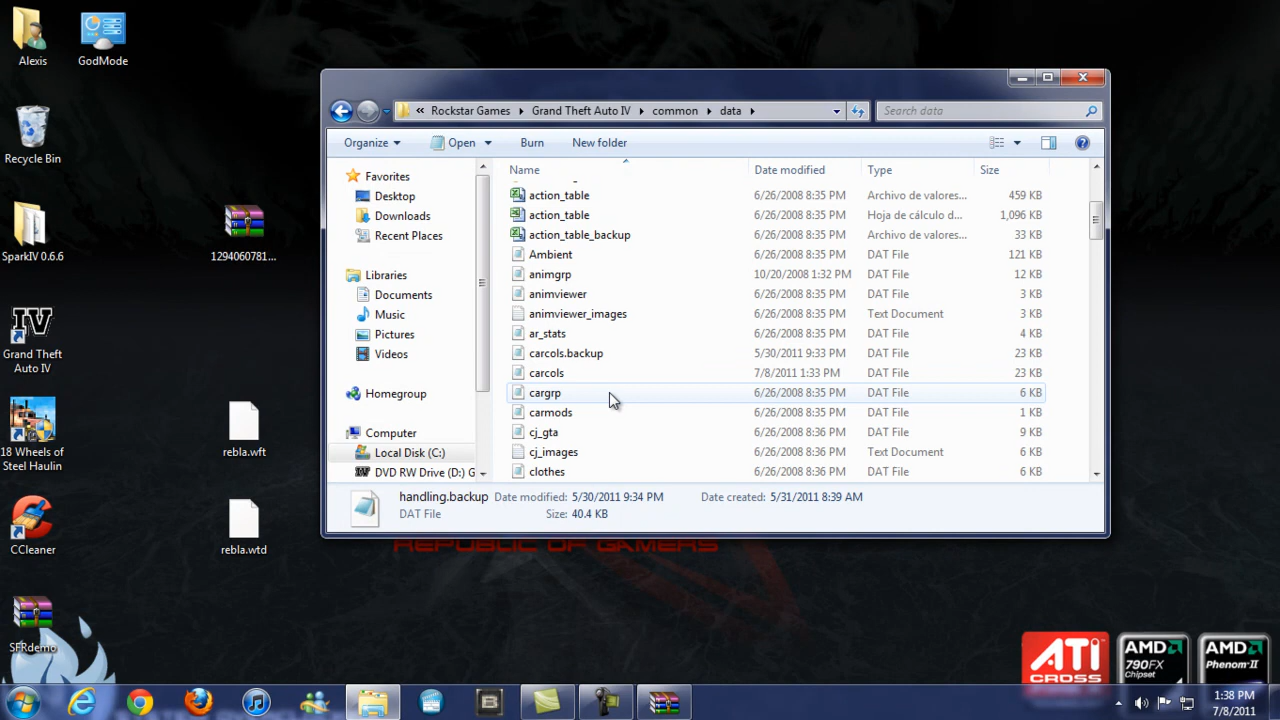 Alexis
GodMode
Recycle Bin
SparkIV 0.6.6
1294060781...
IV
Grand Theft
Auto IV
rebla.wft
18 Wheels of
Steel Haulin
rebla.wtd
CCleaner
SFRdemo
« Rockstar Games Grand Theft Auto IV common data
Search data
Organize Open Burn New folder
Name Date modified Type Size
Favorites
Desktop
Downloads
Recent Places
Libraries
Documents
Music
Pictures
Videos
Homegroup
Computer
Local Disk (C:)
DVD RW Drive (D:) G
action_table 6/26/2008 8:35 PM Archivo de valores... 459 KB
action_table 6/26/2008 8:35 PM Hoja de cálculo d... 1,096 KB
action_table_backup 6/26/2008 8:35 PM Archivo de valores... 33 KB
Ambient 6/26/2008 8:35 PM DAT File 121 KB
animgrp 10/20/2008 1:32 PM DAT File 12 KB
animviewer 6/26/2008 8:35 PM DAT File 3 KB
animviewer_images 6/26/2008 8:35 PM Text Document 3 KB
ar_stats 6/26/2008 8:35 PM DAT File 4 KB
carcols.backup 5/30/2011 9:33 PM DAT File 23 KB
carcols 7/8/2011 1:33 PM DAT File 23 KB
cargrp 6/26/2008 8:35 PM DAT File 6 KB
carmods 6/26/2008 8:35 PM DAT File 1 KB
cj_gta 6/26/2008 8:36 PM DAT File 9 KB
cj_images 6/26/2008 8:36 PM Text Document 6 KB
clothes 6/26/2008 8:36 PM DAT File 6 KB
handling.backup Date modified: 5/30/2011 9:34 PM Date created: 5/31/2011 8:39 AM
DAT File Size: 40.4 KB
REPUBLIC OF GAMERS
ATI
CROSS
AMD
790FX
Chipset
AMD
Phenom-II
1:38 PM
7/8/2011